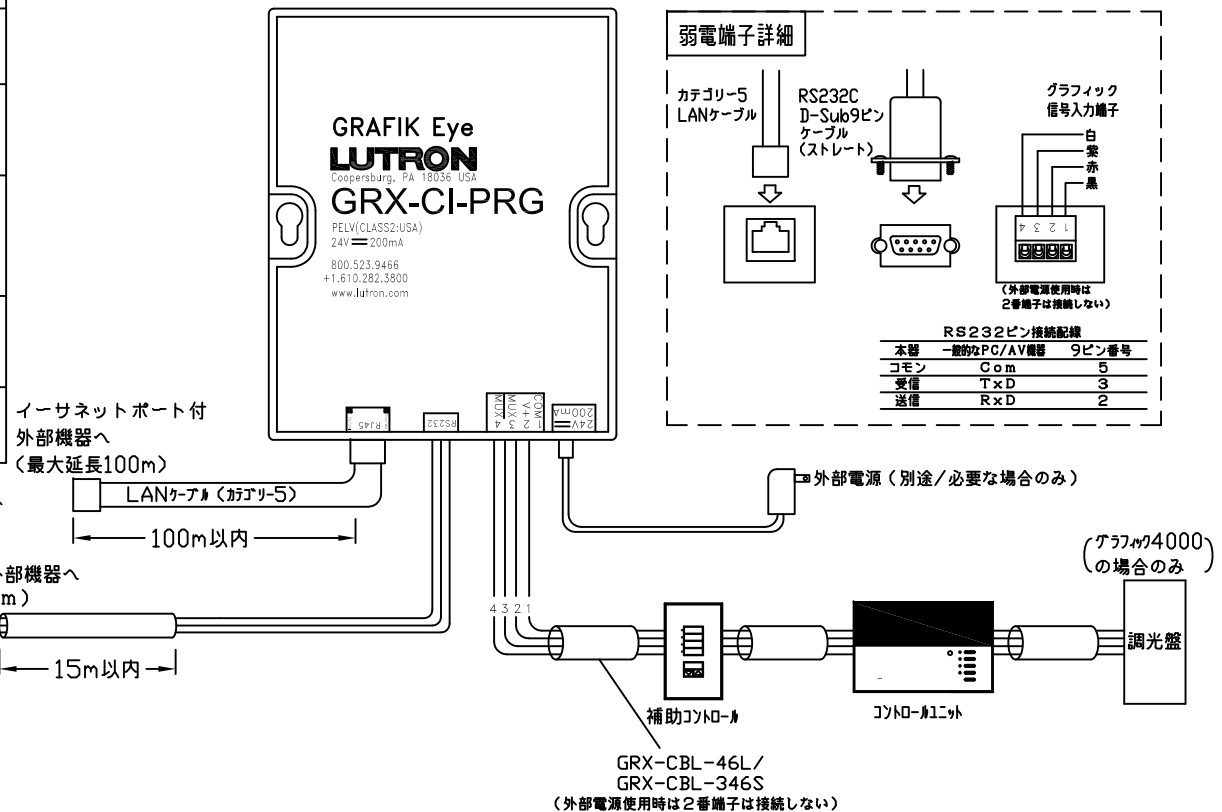 GRAFIK Eye
LUTRON
Coopersburg, PA 18036 USA
GRX-CI-PRG
PELV(CLASS2:USA)
24V 200mA
800.523.9466
+1.610.282.3800
www.lutron.com
RJ45
RS232
MUX 4
MUX 3
V+ 2
COM 1
24V 200mA
弱電端子詳細
カテゴリー5
LANケーブル
RS232C
D-Sub9ピン
ケーブル
(ストレート)
グラフィック
信号入力端子
白
紫
赤
黒
4 3 2 1
(外部電源使用時は
2番端子は接続しない)
RS232ピン接続配線
本器 一般的なPC/AV機器 9ピン番号
コモン Com 5
受信 TxD 3
送信 RxD 2
イーサネットポート付
外部機器へ
(最大延長100m)
LANケーブル(カテゴリー5)
100m以内
部機器へ
m)
15m以内
外部電源(別途/必要な場合のみ)
4 3 2 1
補助コントロール
コントロールユニット
(グラフィック4000
の場合のみ)
調光盤
GRX-CBL-46L/
GRX-CBL-346S
(外部電源使用時は2番端子は接続しない)